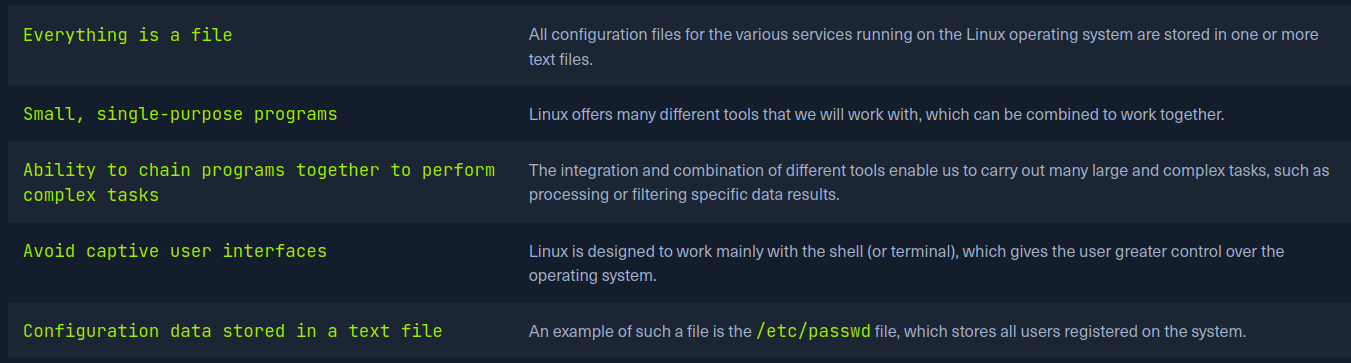 Everything is a file
All configuration files for the various services running on the Linux operating system are stored in one or more
text files.
Small, single-purpose programs
Linux offers many different tools that we will work with, which can be combined to work together.
Ability to chain programs together to perform
complex tasks
The integration and combination of different tools enable us to carry out many large and complex tasks, such as
processing or filtering specific data results.
Avoid captive user interfaces
Linux is designed to work mainly with the shell (or terminal), which gives the user greater control over the
operating system.
Configuration data stored in a text file
An example of such a file is the /etc/passwd file, which stores all users registered on the system.